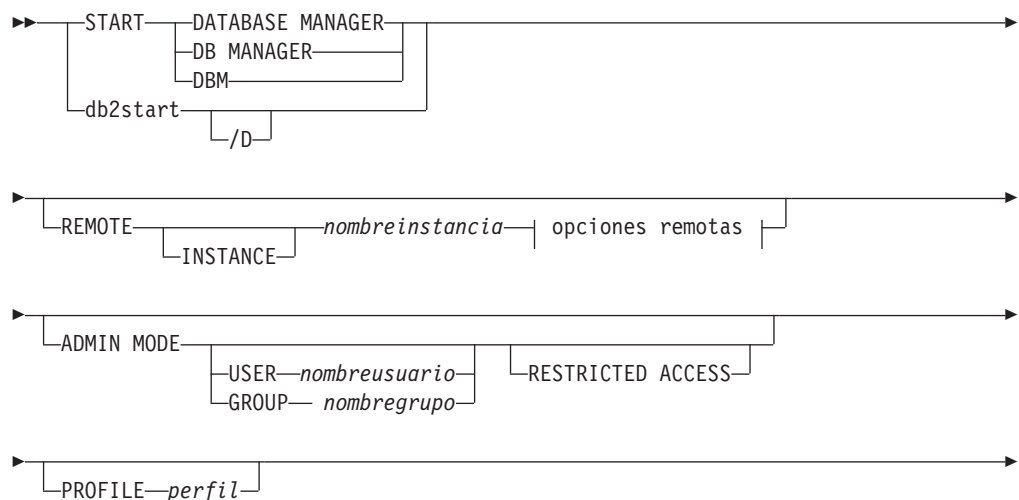 START DATABASE MANAGER
DB MANAGER
DBM
db2start
/D
REMOTE nombreinstancia opciones remotas
INSTANCE
ADMIN MODE
USER nombreusuario RESTRICTED ACCESS
GROUP nombregrupo
PROFILE perfil